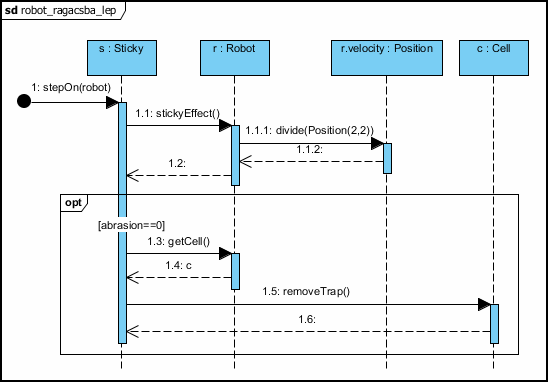 sd robot_ragacsba_lep
s : Sticky
r : Robot
r.velocity : Position
c : Cell
1: stepOn(robot)
1.1: stickyEffect()
1.1.1: divide(Position(2,2))
1.1.2:
1.2:
opt
[abrasion==0]
1.3: getCell()
1.4: c
1.5: removeTrap()
1.6: